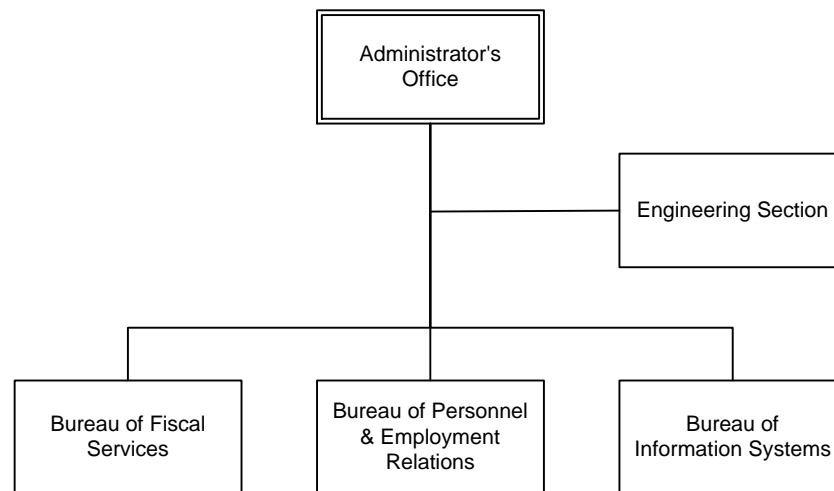 Administrator's
Office
Engineering Section
Bureau of Fiscal
Services
Bureau of Personnel
& Employment
Relations
Bureau of
Information Systems